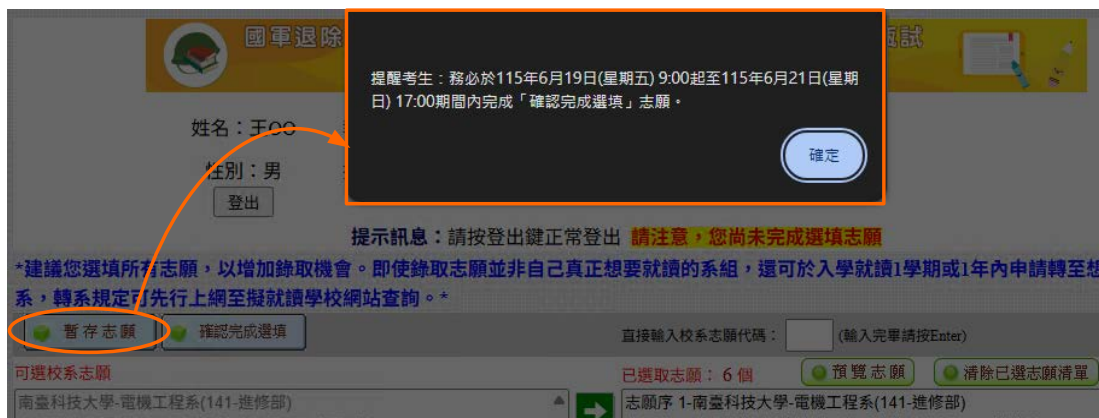 國軍退除
甄試
提醒考生：務必於115年6月19日(星期五) 9:00起至115年6月21日(星期
日) 17:00期間內完成「確認完成選填」志願。
確定
姓名：王OO
性別：男
登出
提示訊息：請按登出鍵正常登出 請注意，您尚未完成選填志願
*建議您選填所有志願，以增加錄取機會。即使錄取志願並非自己真正想要就讀的系組，還可於入學就讀1學期或1年內申請轉至想
系，轉系規定可先行上網至擬就讀學校網站查詢。*
暫存志願 確認完成選填 直接輸入校系志願代碼： (輸入完畢請按Enter)
可選校系志願 已選取志願： 6 個 預覽志願 清除已選志願清單
南臺科技大學-電機工程系(141-進修部) 志願序 1-南臺科技大學-電機工程系(141-進修部)